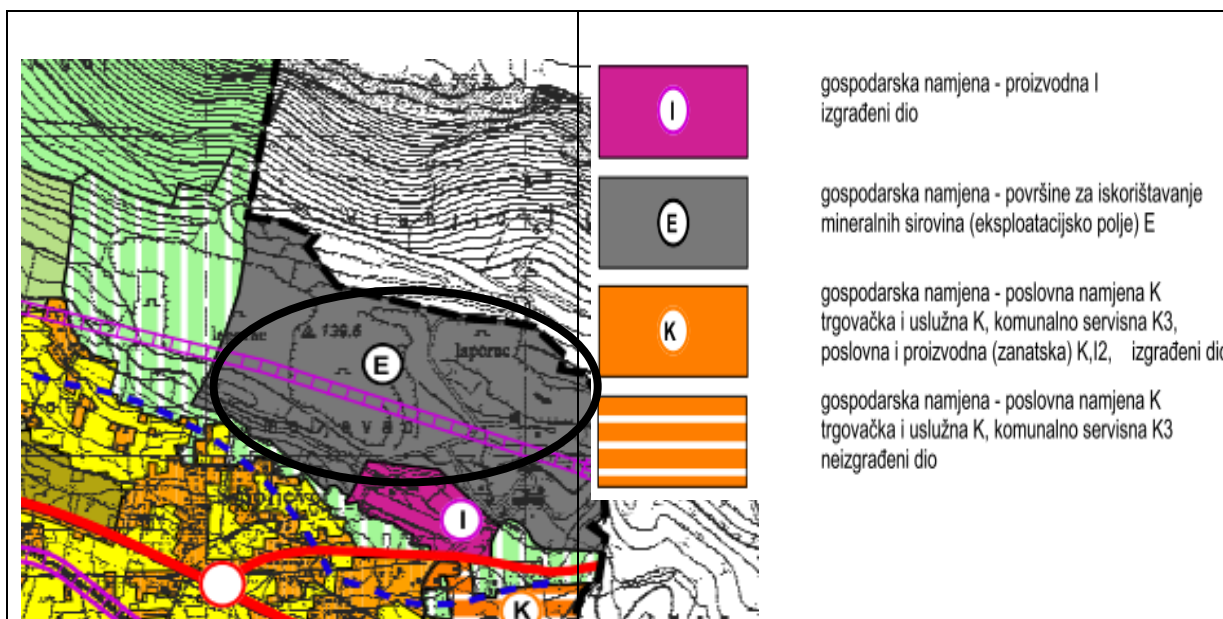 I
E
K
139.6
laporac
E
I
K
gospodarska namjena - proizvodna I
izgrađeni dio
gospodarska namjena - površine za iskorištavanje
mineralnih sirovina (eksploatacijsko polje) E
gospodarska namjena - poslovna namjena K
trgovačka i uslužna K, komunalno servisna K3,
poslovna i proizvodna (zanatska) K,I2, izgrađeni dio
gospodarska namjena - poslovna namjena K
trgovačka i uslužna K, komunalno servisna K3
neizgrađeni dio